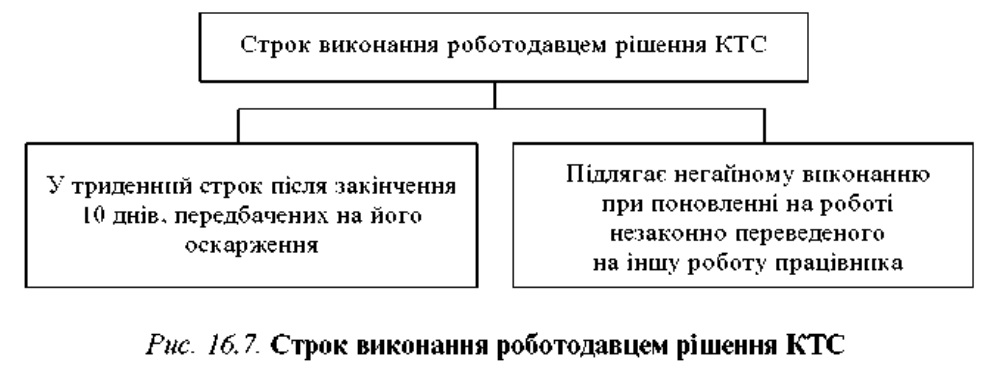 Строк виконання роботодавцем рішення КТС
У триденний строк після закінчення
10 днів, передбачених на його
оскарження
Підлягає негайному виконанню
при поновленні на роботі
незаконно переведеного
на іншу роботу працівника
Рис. 16.7. Строк виконання роботодавцем рішення КТС